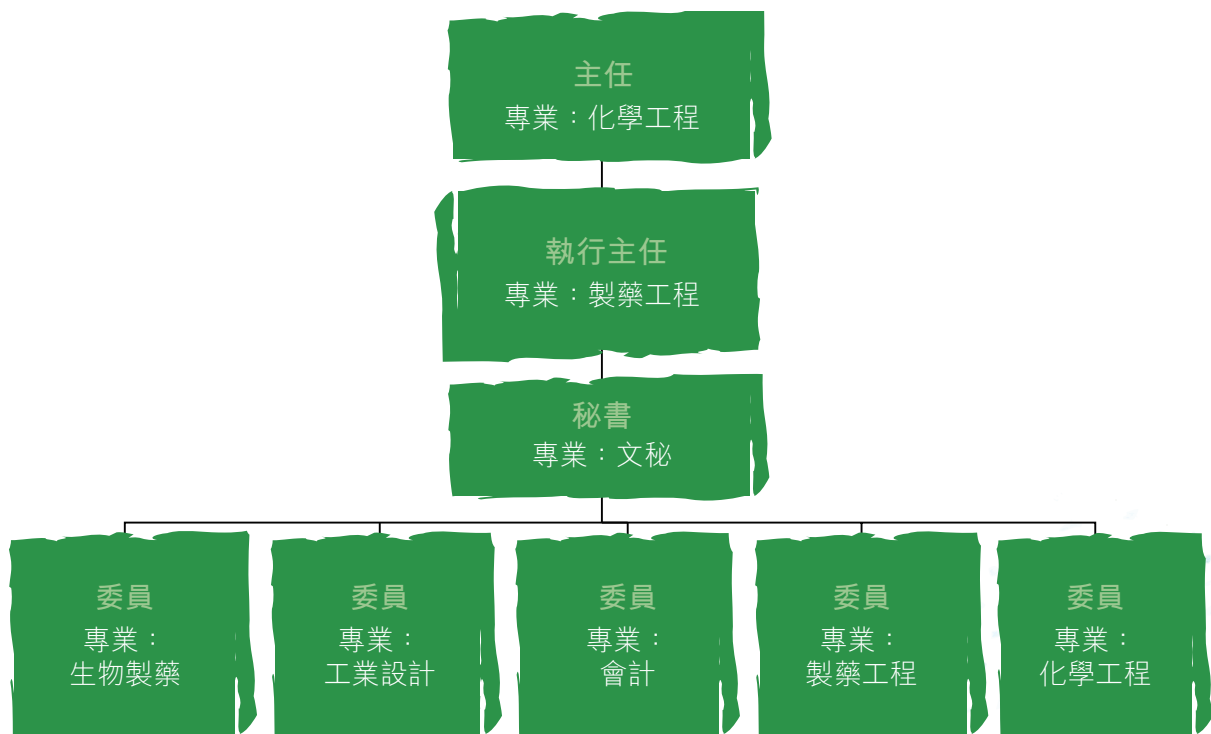 主任
專業：化學工程
執行主任
專業：製藥工程
秘書
專業：文秘
委員
專業：
生物製藥
委員
專業：
工業設計
委員
專業：
會計
委員
專業：
製藥工程
委員
專業：
化學工程